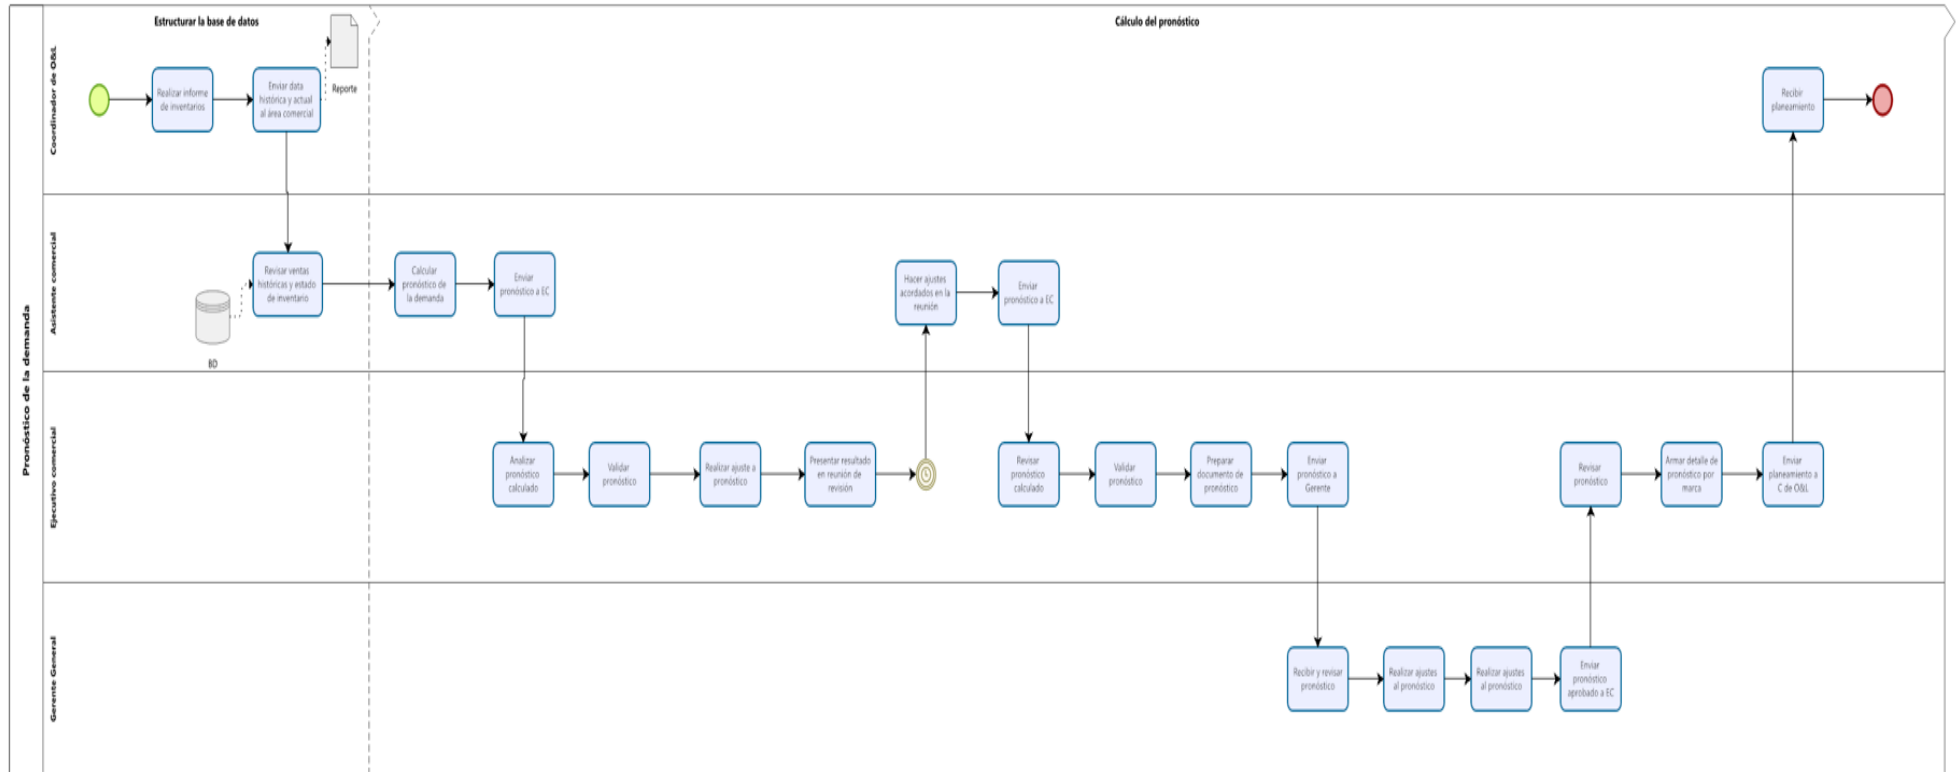 Pronóstico de la demanda
Estructurar la base de datos
Cálculo del pronóstico
Coordinador de O&L
Realizar informe
de inventarios
Enviar data
histórica y actual
al área comercial
Reporte
Recibir
planeamiento
Asistente comercial
BD
Revisar ventas
históricas y estado
de inventario
Calcular
pronóstico de
la demanda
Enviar
pronóstico a EC
Hacer ajustes
acordados en la
reunión
Enviar
pronóstico a EC
Ejecutivo comercial
Analizar
pronóstico
calculado
Validar
pronóstico
Realizar ajuste a
pronóstico
Presentar resultado
en reunión de
revisión
Revisar
pronóstico
calculado
Validar
pronóstico
Preparar
documento de
pronóstico
Enviar
pronóstico a
Gerente
Revisar
pronóstico
Armar detalle de
pronóstico por
marca
Enviar
planeamiento a
C de O&L
Gerente General
Recibir y revisar
pronóstico
Realizar ajustes
al pronóstico
Realizar ajustes
al pronóstico
Enviar
pronóstico
aprobado a EC